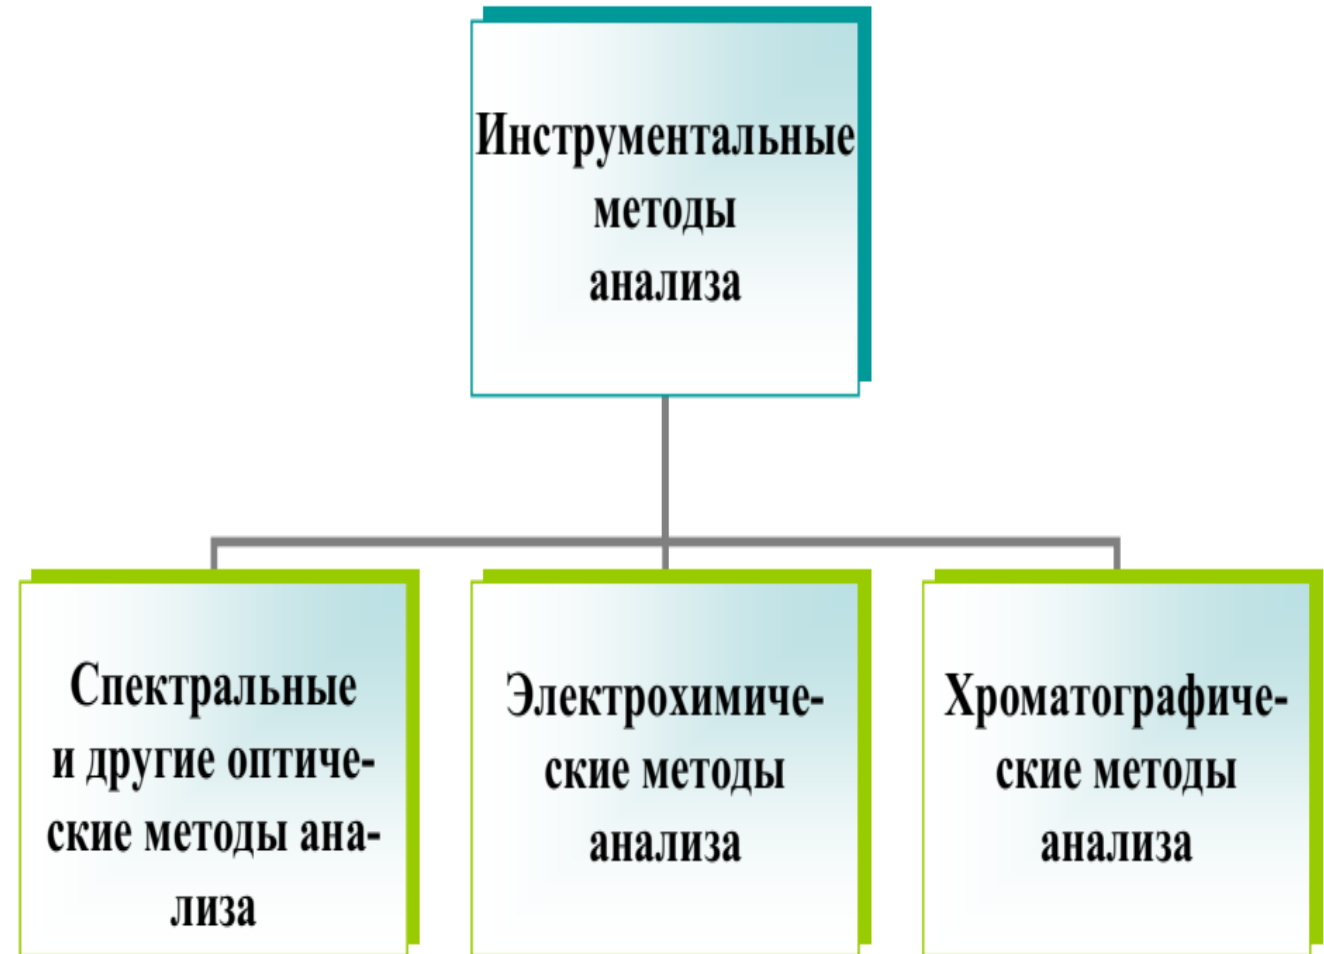 Инструментальные
методы
анализа
Спектральные
и другие оптиче-
ские методы ана-
лиза
Электрохимиче-
ские методы
анализа
Хроматографиче-
ские методы
анализа